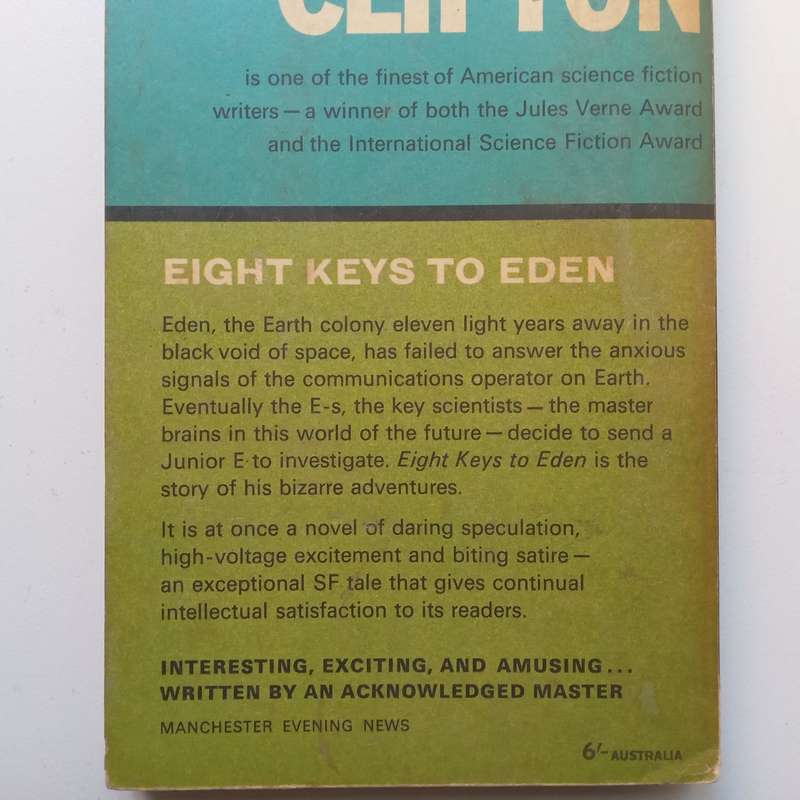 CLIFTON
is one of the finest of American science fiction
writers — a winner of both the Jules Verne Award
and the International Science Fiction Award
EIGHT KEYS TO EDEN
Eden, the Earth colony eleven light years away in the
black void of space, has failed to answer the anxious
signals of the communications operator on Earth.
Eventually the E-s, the key scientists — the master
brains in this world of the future — decide to send a
Junior E to investigate. Eight Keys to Eden is the
story of his bizarre adventures.
It is at once a novel of daring speculation,
high-voltage excitement and biting satire —
an exceptional SF tale that gives continual
intellectual satisfaction to its readers.
INTERESTING, EXCITING, AND AMUSING...
WRITTEN BY AN ACKNOWLEDGED MASTER
MANCHESTER EVENING NEWS
6/- AUSTRALIA